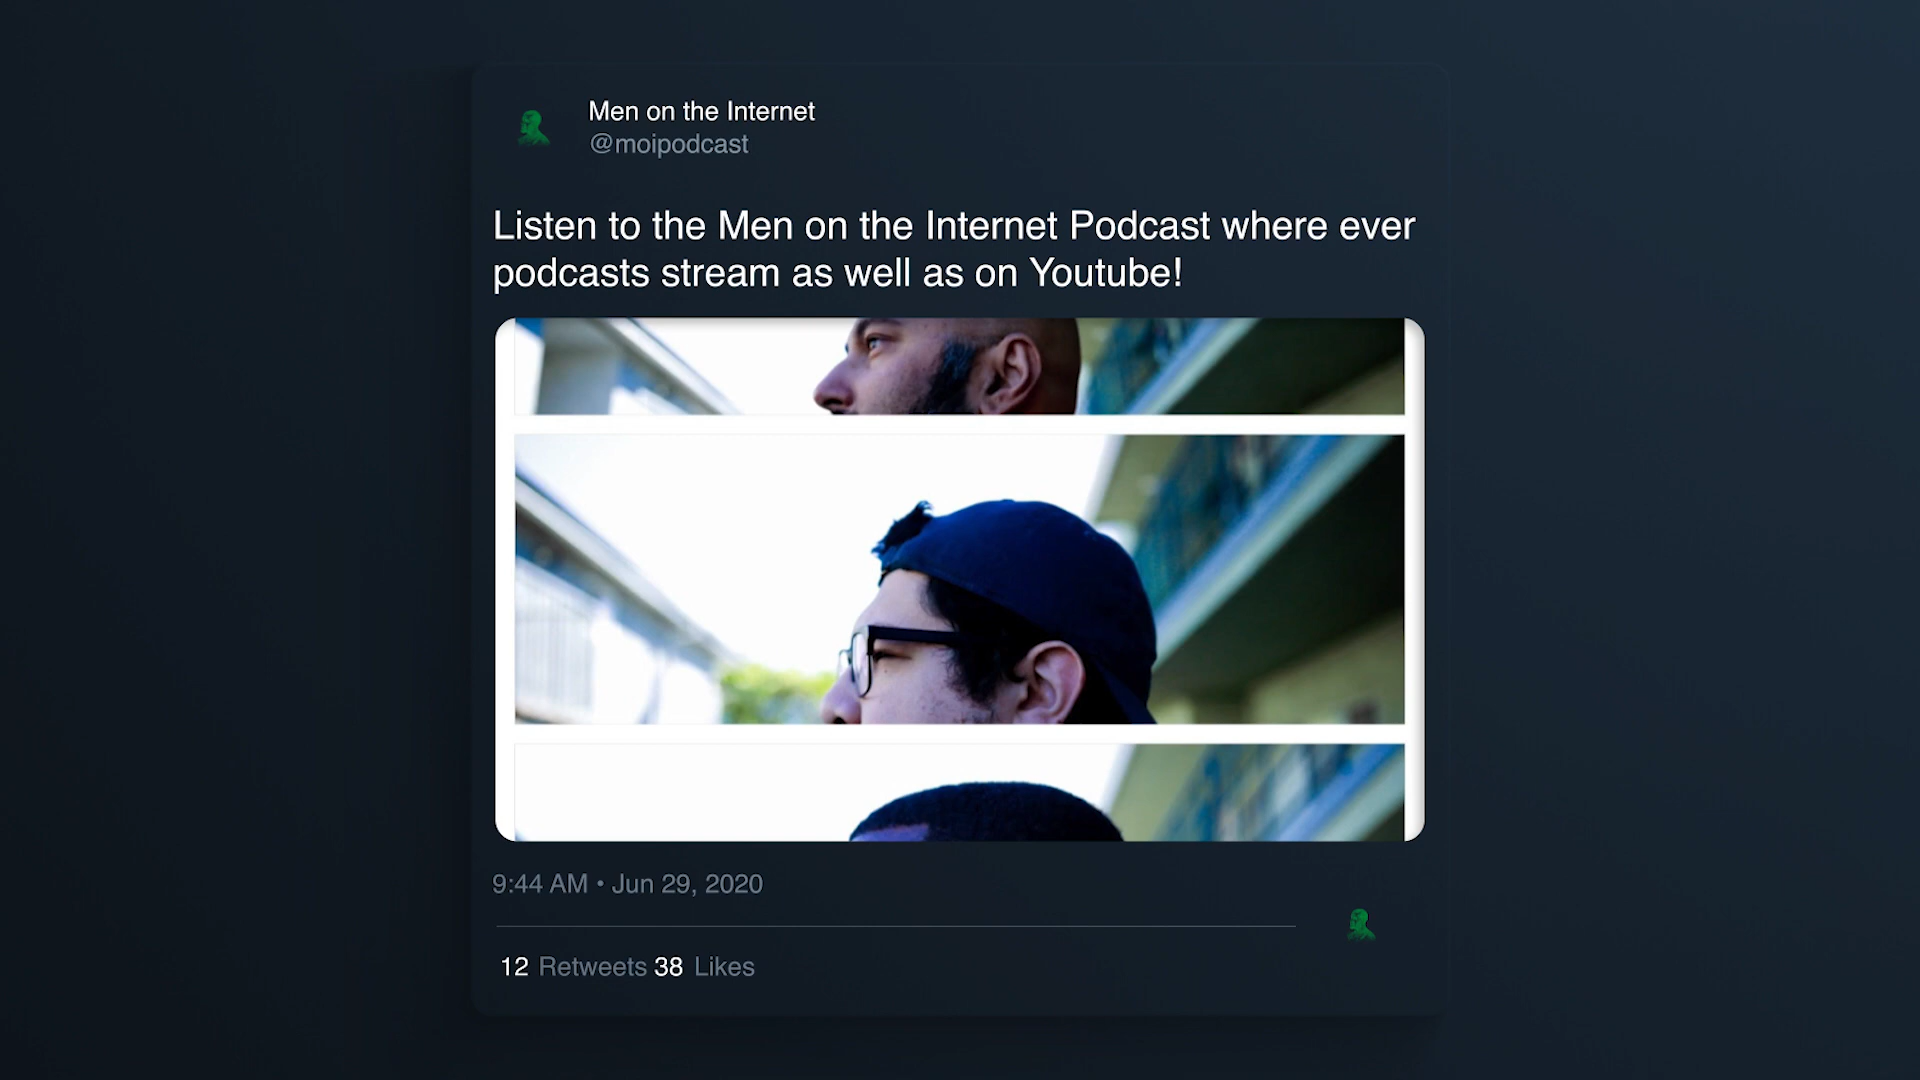 Men on the Internet
@moipodcast
Listen to the Men on the Internet Podcast where ever
podcasts stream as well as on Youtube!
9:44 AM • Jun 29, 2020
12 Retweets 38 Likes